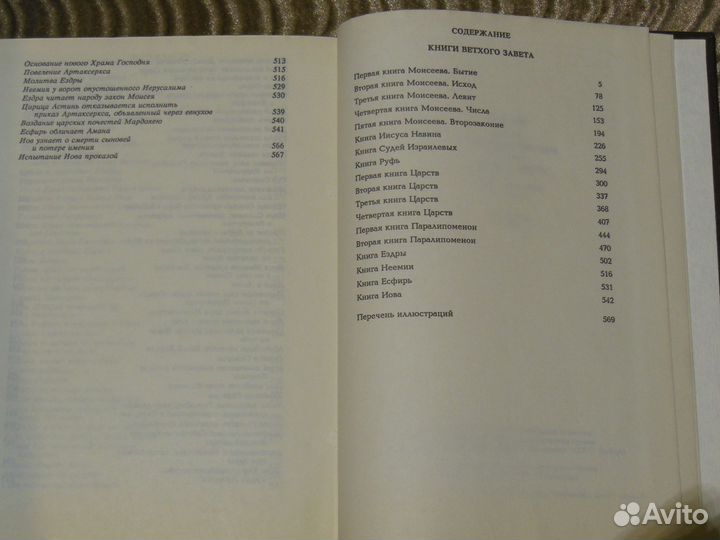 Основание нового Храма Господня 513
Повеление Артаксеркса 515
Молитва Ездры
Неемия у ворот опустошенного Иерусалима 529
Ездра читает народу закон Моисея 530
Царица Астинь отказывается исполнить
приказ Артаксеркса, объявленный через евнухов 539
Воздание царских почестей Мардохею 540
Есфирь обличает Амана 541
Иов узнает о смерти сыновей
и потере имения 566
Испытание Иова проказой 567
СОДЕРЖАНИЕ
КНИГИ ВЕТХОГО ЗАВЕТА
Первая книга Моисеева. Бытие 5
Вторая книга Моисеева. Исход 78
Третья книга Моисеева. Левит 125
Четвертая книга Моисеева. Числа 153
Пятая книга Моисеева. Второзаконие 194
Книга Иисуса Навина 226
Книга Судей Израилевых 255
Книга Руфь 294
Первая книга Царств 300
Вторая книга Царств 337
Третья книга Царств 368
Четвертая книга Царств 407
Первая книга Паралипоменон 444
Вторая книга Паралипоменон 470
Книга Ездры 502
Книга Неемии 516
Книга Есфирь 531
Книга Иова 542
Перечень иллюстраций 569
Avito